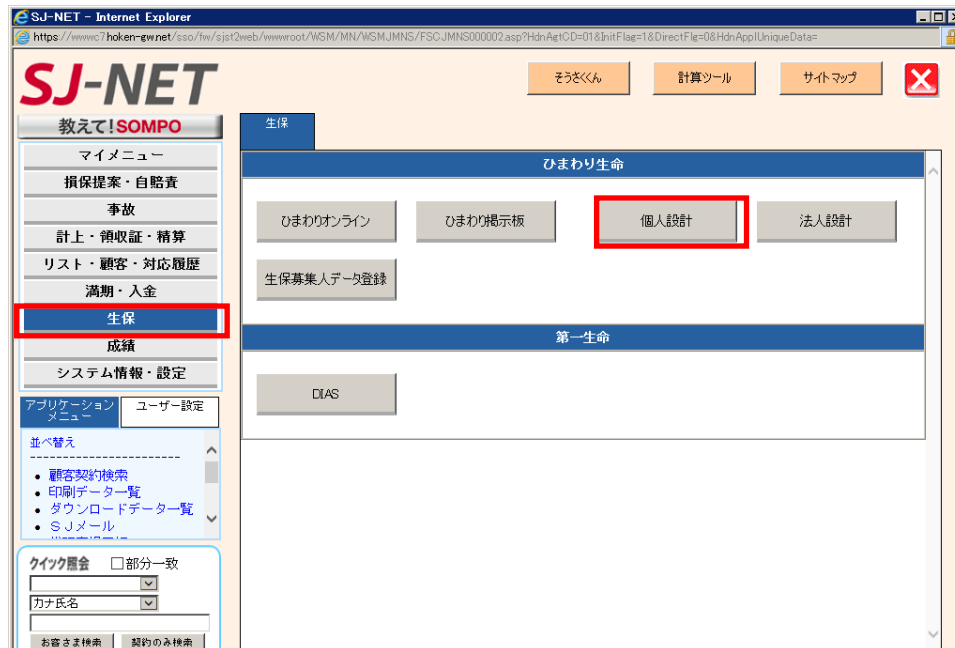 SJ-NET - Internet Explorer
https://wwwc7.hoken-gw.net/sso/fw/sjst2web/wwwroot/WSM/MN/WSMJMNS/FSCJMNS000002.asp?HdnAgtCD=01&InitFlag=1&DirectFlg=0&HdnApplUniqueData=
SJ-NET
そうさくくん
計算ツール
サイトマップ
教えて!SOMPO
生保
マイメニュー
損保提案・自賠責
事故
計上・領収証・精算
リスト・顧客・対応履歴
満期・入金
生保
成績
システム情報・設定
ひまわり生命
ひまわりオンライン
ひまわり掲示板
個人設計
法人設計
生保募集人データ登録
第一生命
DIAS
アプリケーション
メニュー
ユーザー設定
並べ替え
-----------------------
• 顧客契約検索
• 印刷データ一覧
• ダウンロードデータ一覧
• SJメール
クイック照会 □部分一致
カナ氏名
お客さま検索
契約のみ検索